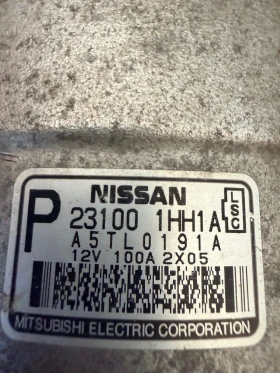 NISSAN
P 23100 1HH1A LSC
A5TL0191A
12V 100A 2X05
MITSUBISHI ELECTRIC CORPORATION